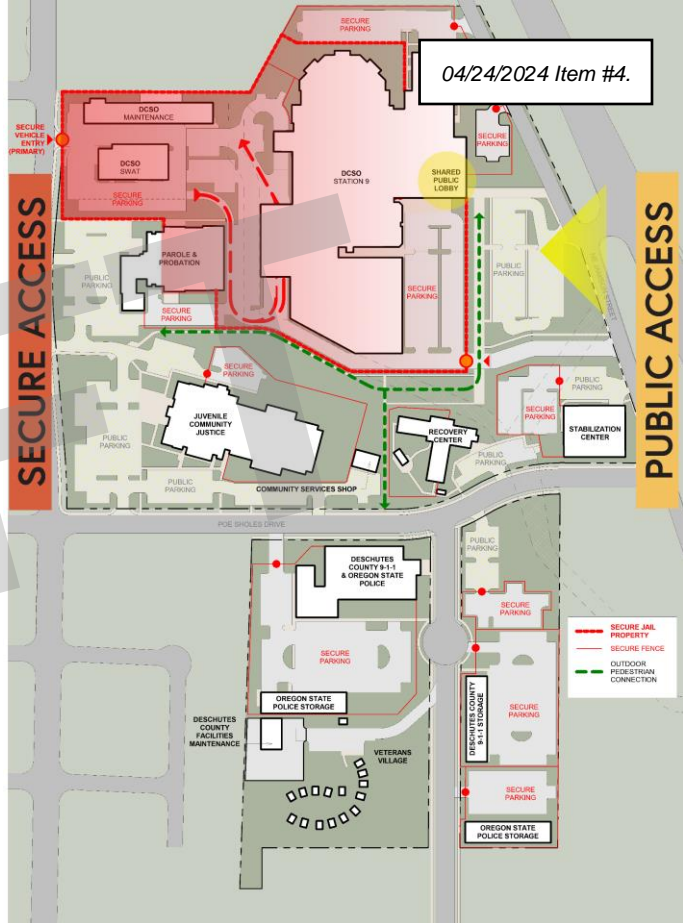 SECURE
PARKING
04/24/2024 Item #4.
DCSO
MAINTENANCE
SECURE
VEHICLE
ENTRY
(PRIMARY)
DCSO
SWAT
SECURE
PARKING
DCSO
STATION 9
SHARED
PUBLIC
LOBBY
SECURE
PARKING
SECURE ACCESS
PUBLIC ACCESS
PUBLIC
PARKING
PAROLE &
PROBATION
SECURE
PARKING
SECURE
PARKING
PUBLIC
PARKING
SECURE
PARKING
JUVENILE
COMMUNITY
JUSTICE
PUBLIC
PARKING
PUBLIC
PARKING
COMMUNITY SERVICES SHOP
RECOVERY
CENTER
PUBLIC
PARKING
SECURE
PARKING
PUBLIC
PARKING
STABILIZATION
CENTER
POE SHOLES DRIVE
DESCHUTES
COUNTY 9-1-1
& OREGON STATE
POLICE
SECURE
PARKING
OREGON STATE
POLICE STORAGE
DESCHUTES
COUNTY
FACILITIES
MAINTENANCE
VETERANS
VILLAGE
PUBLIC
PARKING
SECURE
PARKING
DESCHUTES COUNTY
9-1-1 STORAGE
SECURE
PARKING
SECURE
PARKING
OREGON STATE
POLICE STORAGE
SECURE JAIL
PROPERTY
SECURE FENCE
OUTDOOR
PEDESTRIAN
CONNECTION